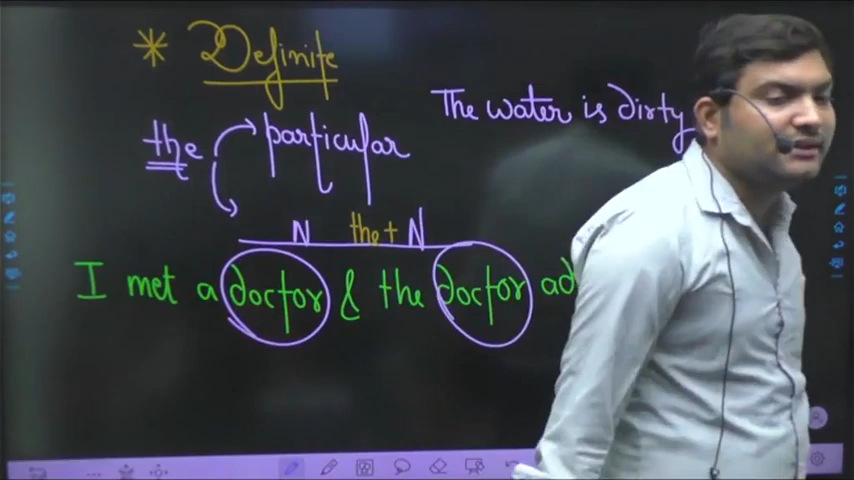 * Definite
The water is dirty
the particular
N the + N
I met a doctor & the doctor ad